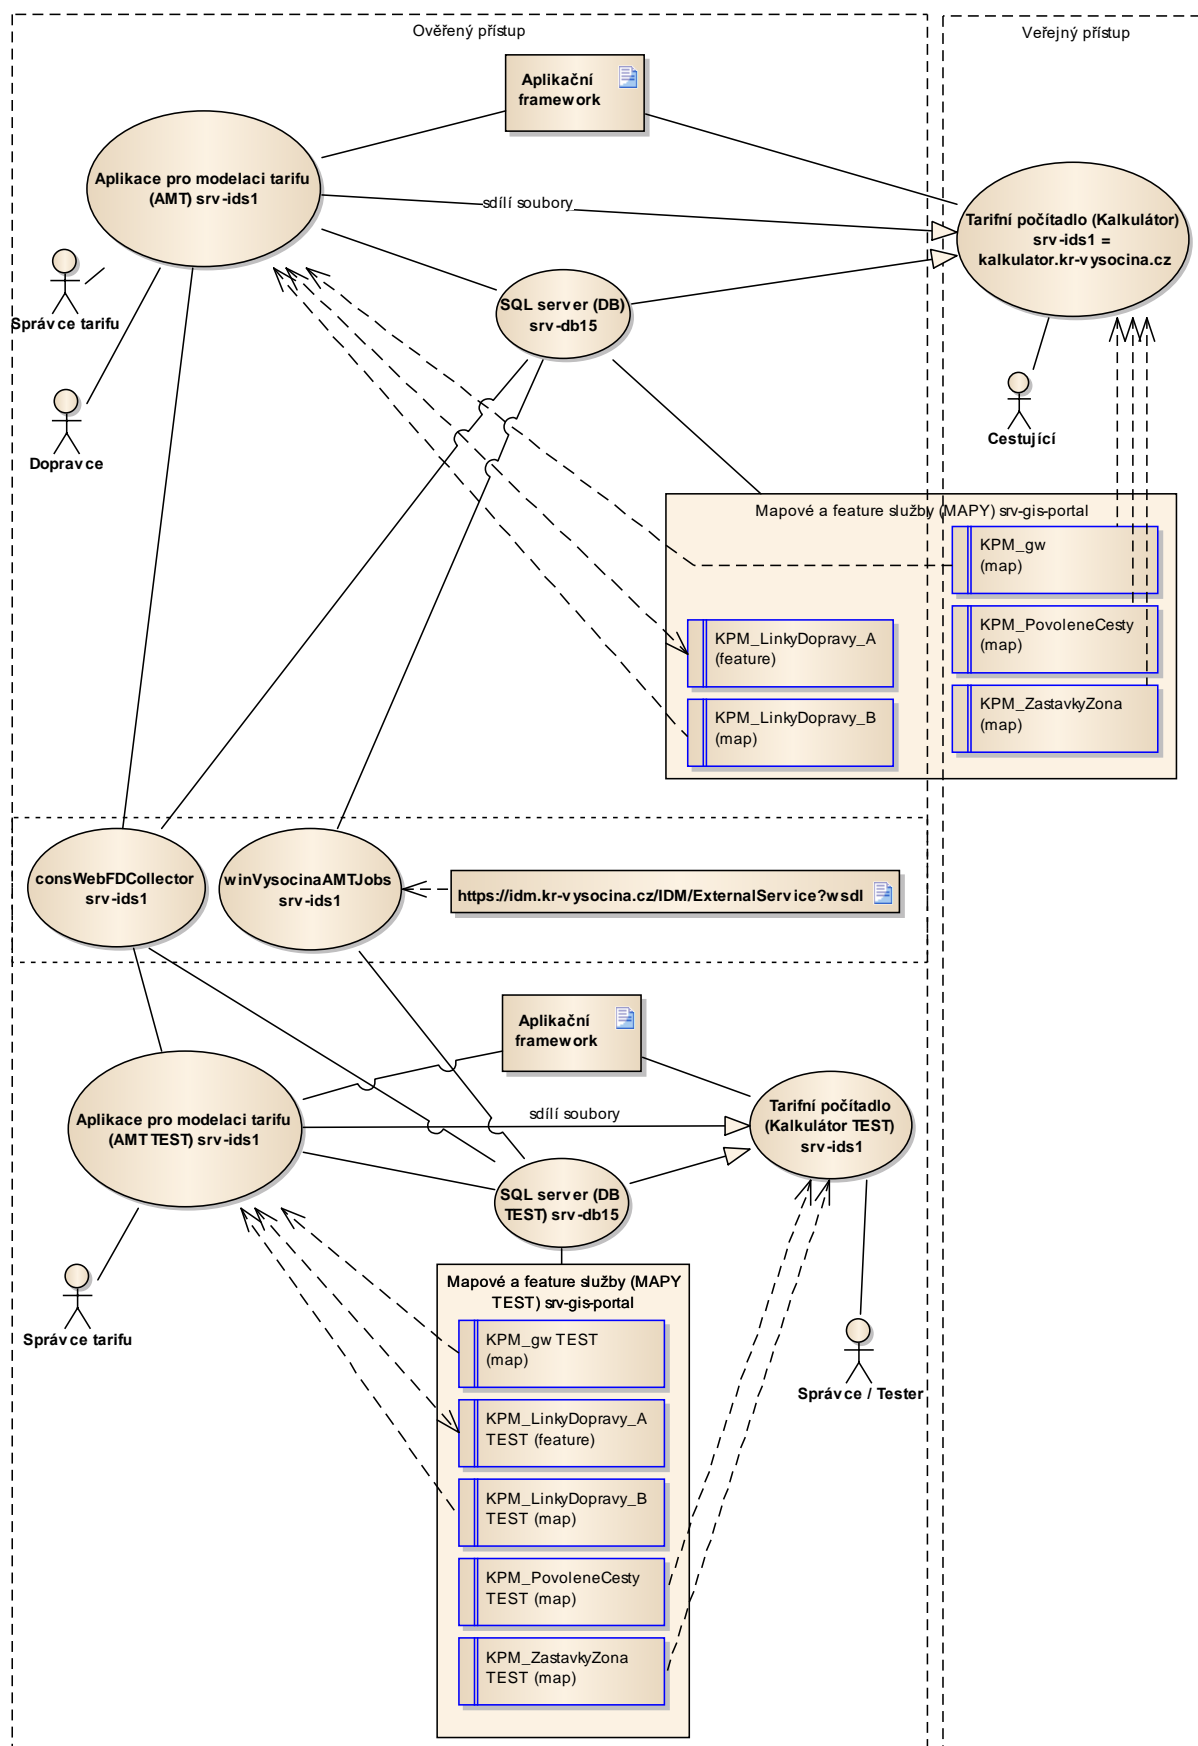 Ověřený přístup
Veřejný přístup
Aplikační
framework
Aplikace pro modelaci tarifu
(AMT) srv-ids1
sdílí soubory
Tarifní počítadlo (Kalkulátor)
srv-ids1 =
kalkulator.kr-vysocina.cz
Správce tarifu
SQL server (DB)
srv-db15
Dopravce
Cestující
Mapové a feature služby (MAPY) srv-gis-portal
KPM_gw
(map)
KPM_LinkyDopravy_A
(feature)
KPM_PovoleneCesty
(map)
KPM_LinkyDopravy_B
(map)
KPM_ZastavkyZona
(map)
consWebFDCollector
srv-ids1
winVysocinaAMTJobs
srv-ids1
https://idm.kr-vysocina.cz/IDM/ExternalService?wsdl
Aplikační
framework
Aplikace pro modelaci tarifu
(AMT TEST) srv-ids1
sdílí soubory
Tarifní počítadlo
(Kalkulátor TEST)
srv-ids1
SQL server (DB
TEST) srv-db15
Správce tarifu
Mapové a feature služby (MAPY
TEST) srv-gis-portal
KPM_gw TEST
(map)
KPM_LinkyDopravy_A
TEST (feature)
KPM_LinkyDopravy_B
TEST (map)
KPM_PovoleneCesty
TEST (map)
KPM_ZastavkyZona
TEST (map)
Správce / Tester